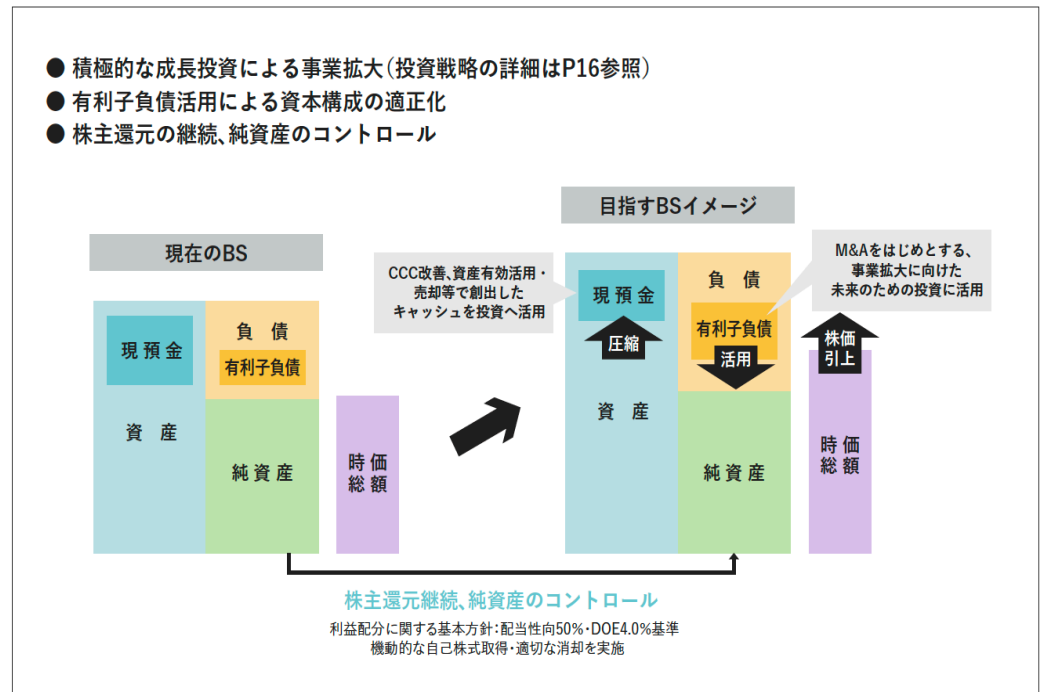 ● 積極的な成長投資による事業拡大（投資戦略の詳細はP16参照）
● 有利子負債活用による資本構成の適正化
● 株主還元の継続、純資産のコントロール
現在のBS
現預金
資産
負債
有利子負債
純資産
時価
総額
目指すBSイメージ
CCC改善、資産有効活用・
売却等で創出した
キャッシュを投資へ活用
現預金
圧縮
資産
負債
有利子負債
活用
純資産
M&Aをはじめとする、
事業拡大に向けた
未来のための投資に活用
株価
引上
時価
総額
株主還元継続、純資産のコントロール
利益配分に関する基本方針：配当性向50%・DOE4.0%基準
機動的な自己株式取得・適切な消却を実施